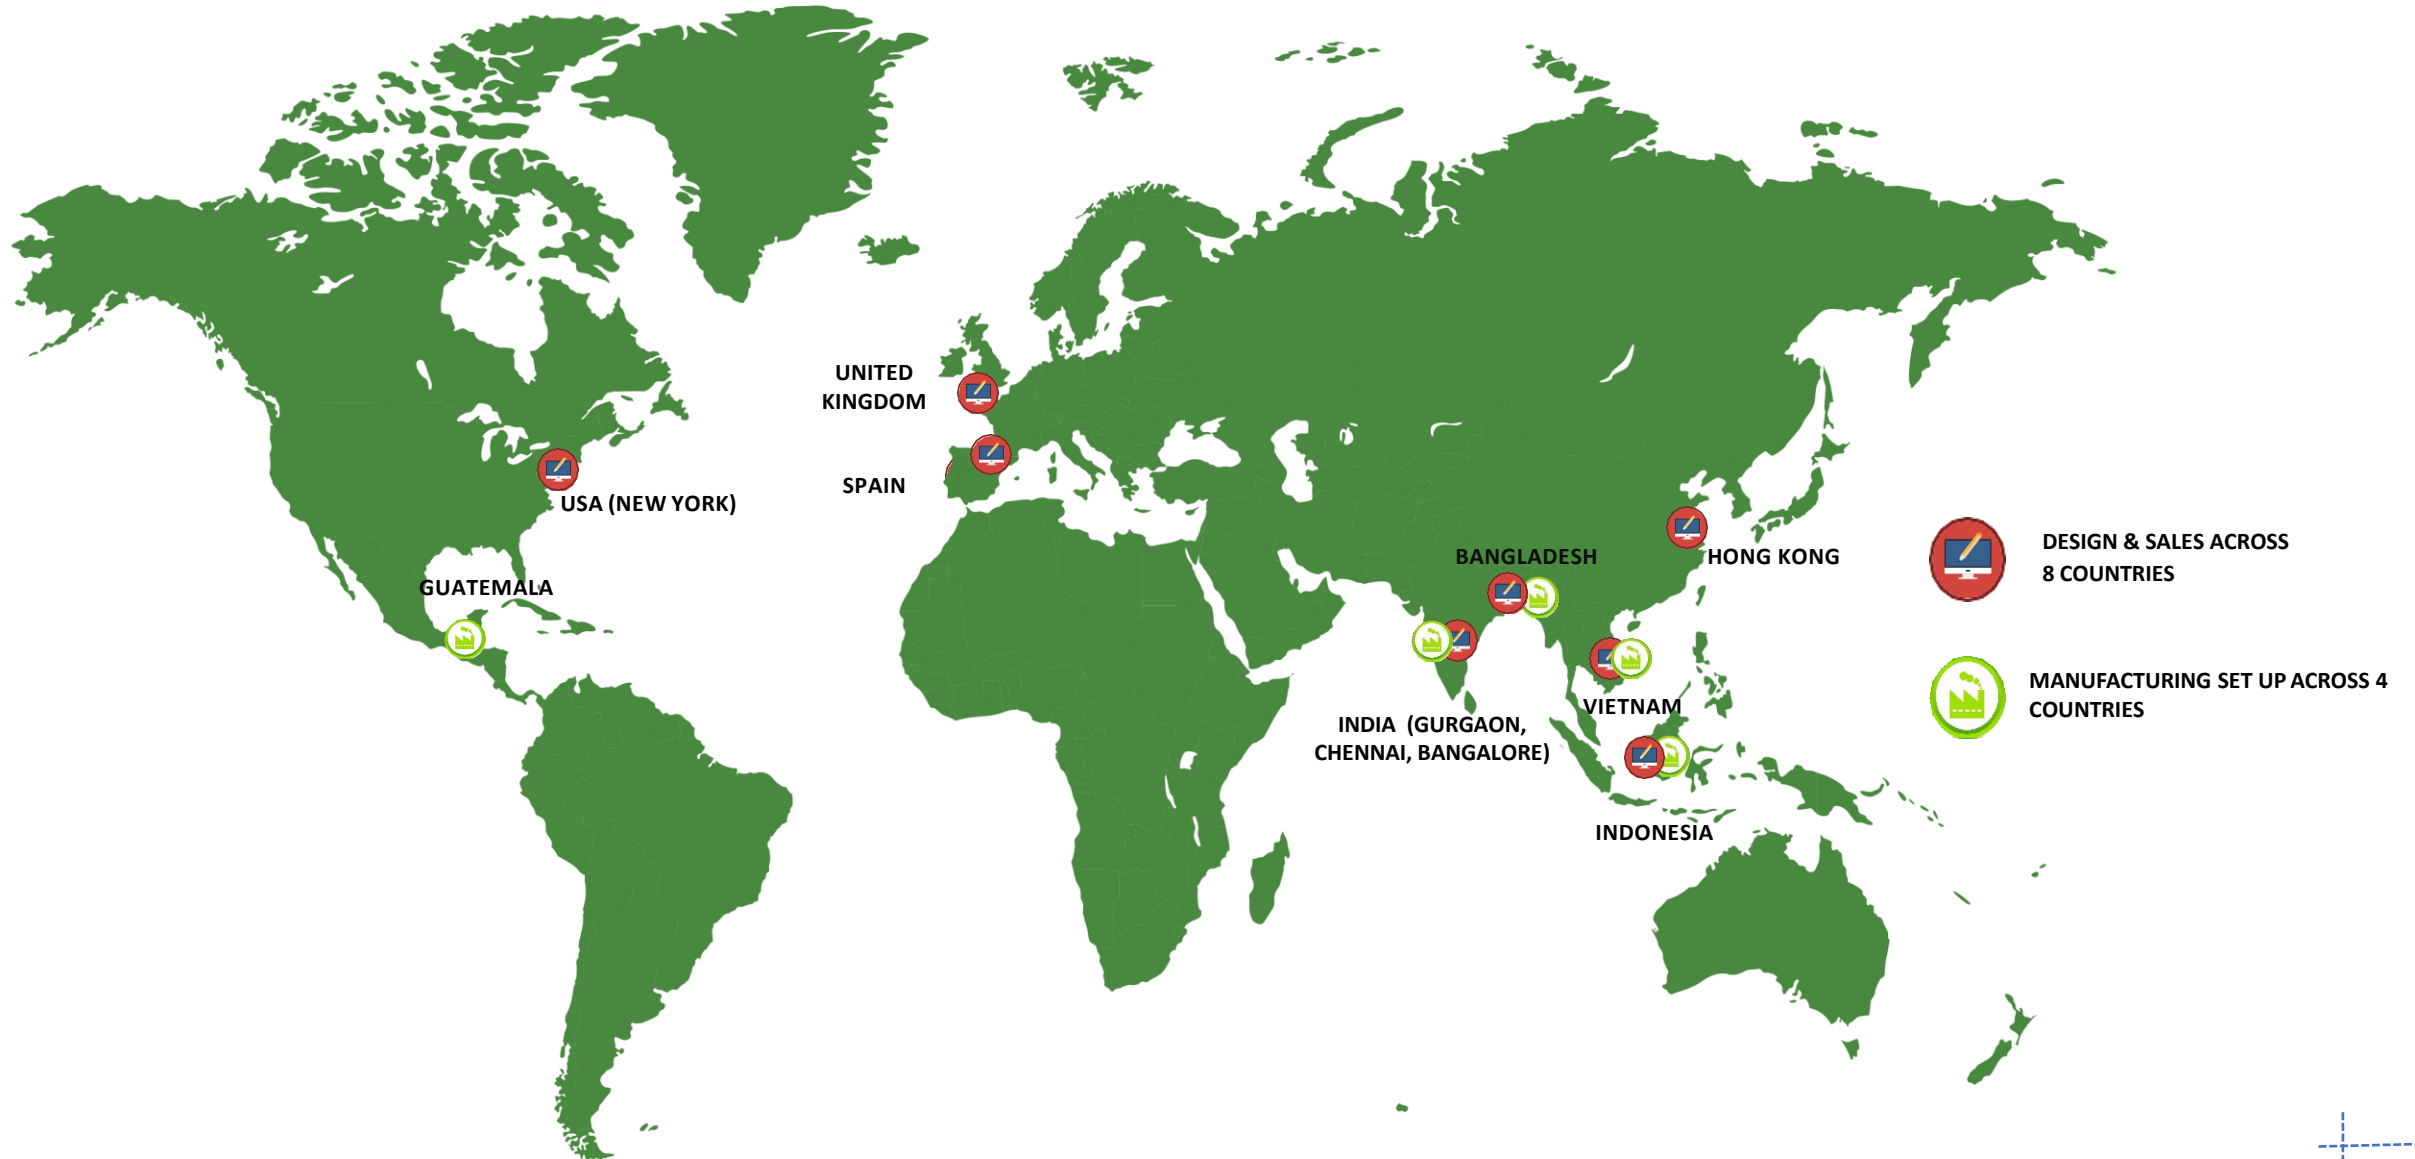 UNITED
KINGDOM
SPAIN
USA (NEW YORK)
GUATEMALA
BANGLADESH
HONG KONG
INDIA  (GURGAON,
CHENNAI, BANGALORE)
VIETNAM
INDONESIA
DESIGN & SALES ACROSS
8 COUNTRIES
MANUFACTURING SET UP ACROSS 4
COUNTRIES